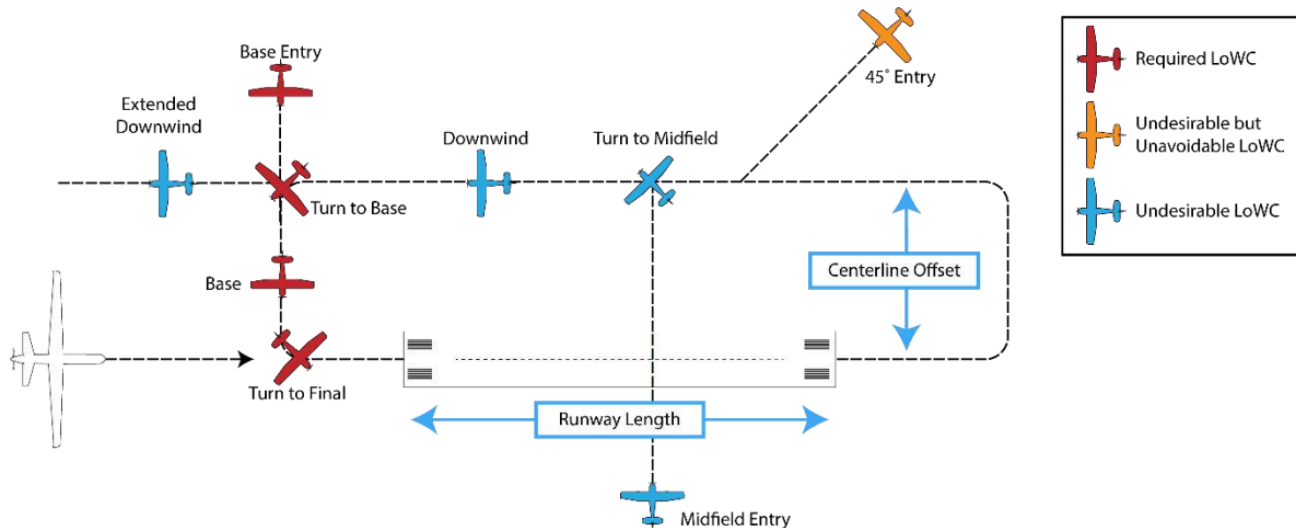 Base Entry
45˚ Entry
Extended
Downwind
Downwind
Turn to Midfield
Turn to Base
Base
Centerline Offset
Turn to Final
Runway Length
Midfield Entry
Required LoWC
Undesirable but
Unavoidable LoWC
Undesirable LoWC